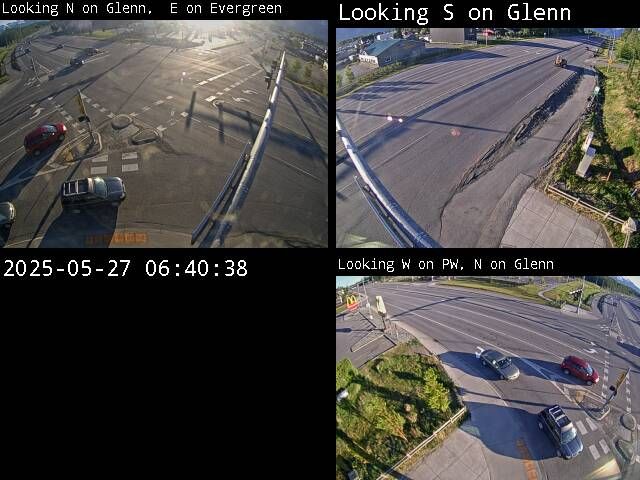 Looking N on Glenn,  E on Evergreen
Looking S on Glenn
2025-05-27 06:40:38
Looking W on PW, N on Glenn